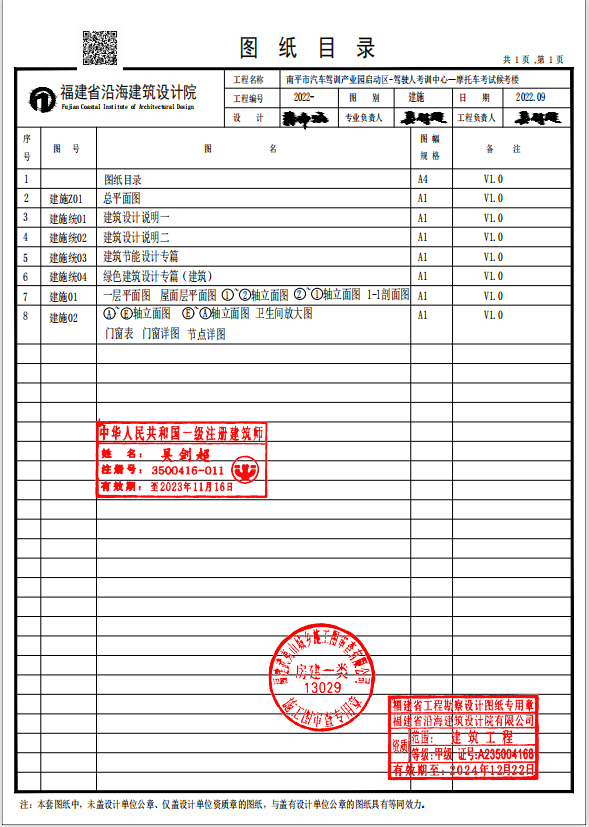 图 纸 目 录
共 1 页 ,第 1 页
福建省沿海建筑设计院
Fujian Coastal Institute of Architectural Design
工程名称 南平市汽车驾训产业园启动区-驾驶人考训中心—摩托车考试候考楼
工程编号 2022- 图 别 建施 日 期 2022.09
设 计 专业负责人 工程负责人
序号 图 号 图 名 图幅规格 备 注
1 图纸目录 A4 V1.0
2 建施Z01 总平面图 A1 V1.0
3 建施统01 建筑设计说明一 A1 V1.0
4 建施统02 建筑设计说明二 A1 V1.0
5 建施统03 建筑节能设计专篇 A1 V1.0
6 建施统04 绿色建筑设计专篇（建筑） A1 V1.0
7 建施01 一层平面图 屋面层平面图 ①~②轴立面图 ②~①轴立面图 1-1剖面图 A1 V1.0
8 建施02 Ⓐ~Ⓔ轴立面图 Ⓔ~Ⓐ轴立面图 卫生间放大图 A1 V1.0
门窗表 门窗详图 节点详图
中华人民共和国一级注册建筑师
姓 名: 吴剑超
注册号: 3500416-011
有效期: 至2023年11月16日
房建一类
13029
施工图审查专用章
福建省工程勘察设计图纸专用章
福建省沿海建筑设计院有限公司
资质 范围: 建筑工程
等级:甲级 证号:A235004168
有效期至:2024年12月22日
注: 本套图纸中, 未盖设计单位公章、仅盖设计单位资质章的图纸, 与盖有设计单位公章的图纸具有等同效力.